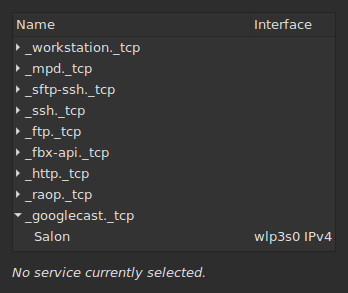 Name Interface
_workstation._tcp
_mpd._tcp
_sftp-ssh._tcp
_ssh._tcp
_ftp._tcp
_fbx-api._tcp
_http._tcp
_raop._tcp
_googlecast._tcp
Salon wlp3s0 IPv4
No service currently selected.